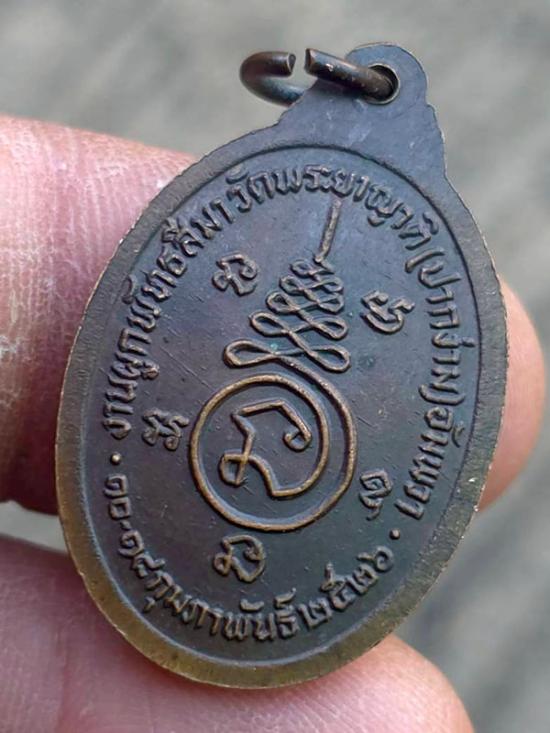 งานผูกพัทธสีมา วัดพระยาญาติ (ปากง่าม) อัมพวา
๑๐-๑๘ กุมภาพันธ์ ๒๕๒๖